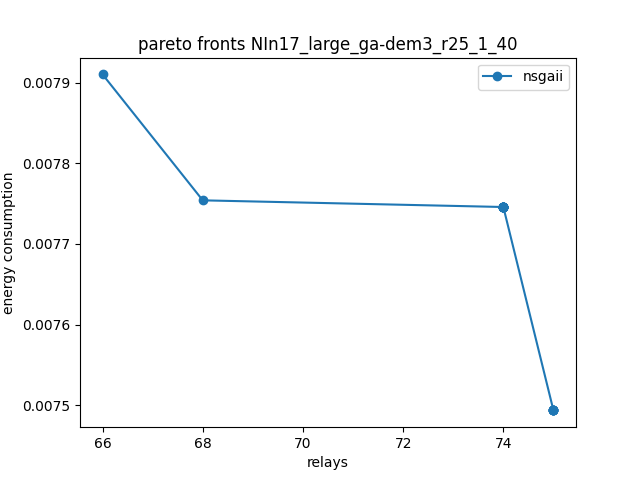 pareto fronts NIn17_large_ga-dem3_r25_1_40
nsgaii
0.0079
0.0078
0.0077
0.0076
0.0075
energy consumption
66 68 70 72 74
relays